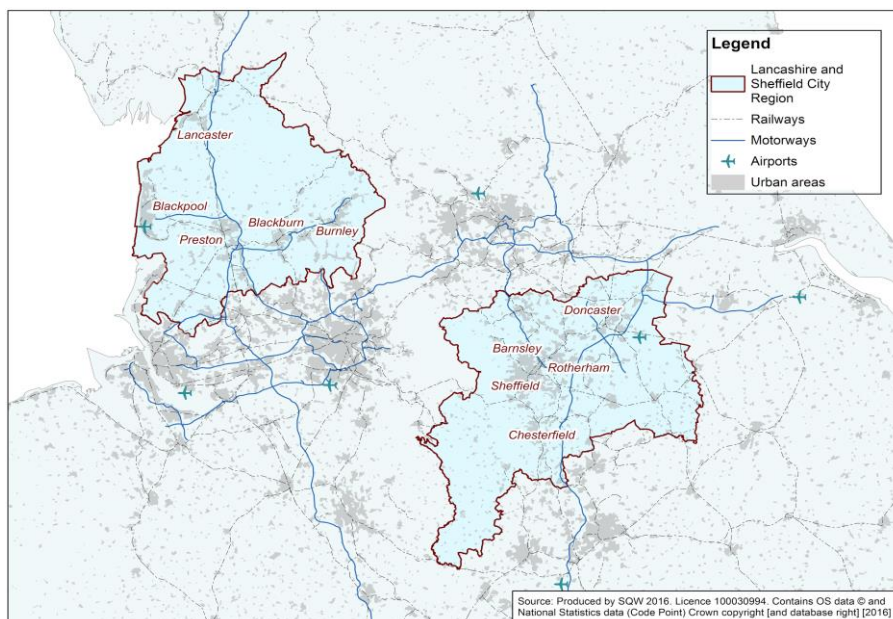 Legend
Lancashire and
Sheffield City
Region
Railways
Motorways
Airports
Urban areas
Lancaster
Blackpool
Blackburn
Preston
Burnley
Doncaster
Barnsley
Rotherham
Sheffield
Chesterfield
Source: Produced by SQW 2016. Licence 100030994. Contains OS data © and
National Statistics data (Code Point) Crown copyright [and database right] [2016]